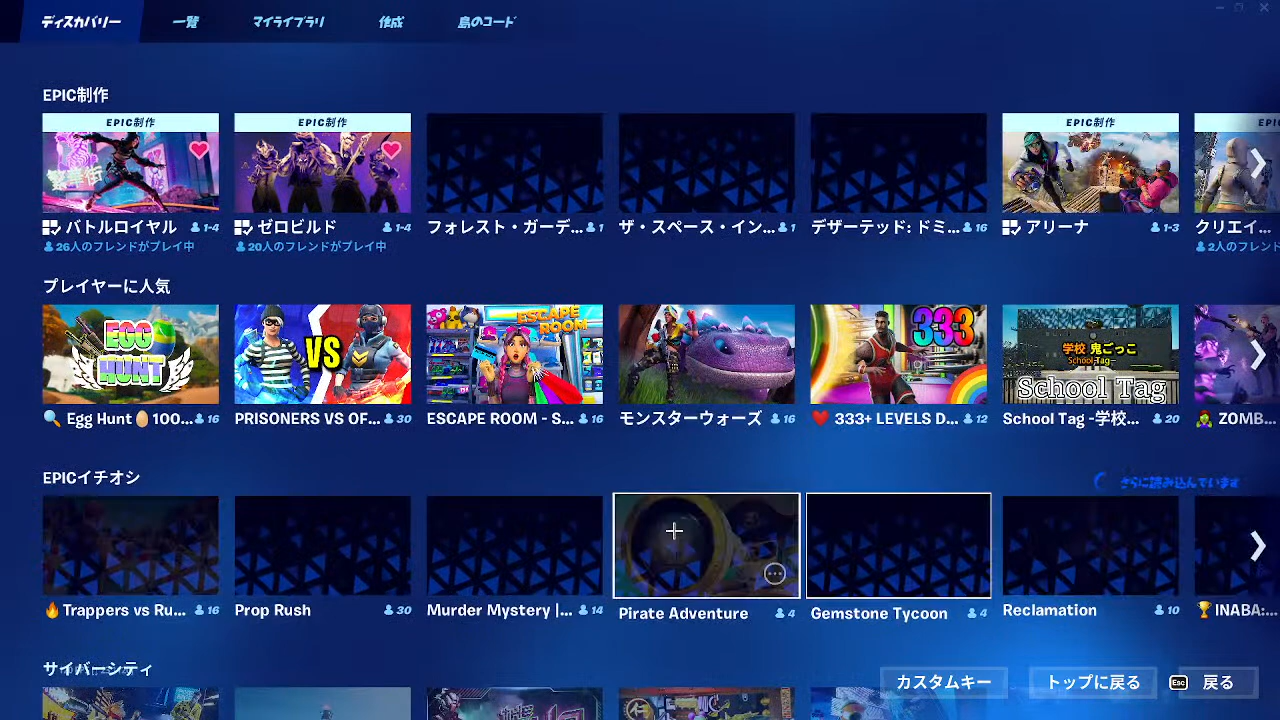 ディスカバリー
一覧
マイライブラリ
作成
島のコード
EPIC制作
EPIC制作
EPIC制作
EPIC制作
繁華街
バトルロイヤル 1-4
26人のフレンドがプレイ中
ゼロビルド 1-4
20人のフレンドがプレイ中
フォレスト・ガーデ... 1
ザ・スペース・イン... 1
デザーテッド: ドミ... 16
アリーナ 1-3
クリエイ...
2人のフレンド
プレイヤーに人気
EGG
HUNT
VS
ESCAPE
ROOM
333
学校 鬼ごっこ
School Tag
School Tag
🔍 Egg Hunt🥚100... 16
PRISONERS VS OF... 30
ESCAPE ROOM - S... 16
モンスターウォーズ 16
❤️ 333+ LEVELS D... 12
School Tag -学校... 20
ZOMB...
EPICイチオシ
さらに読み込んでいます
🔥Trappers vs Ru... 16
Prop Rush 30
Murder Mystery |... 14
Pirate Adventure 4
Gemstone Tycoon 4
Reclamation 10
🏆INABA:...
サイバーシティ
カスタムキー
トップに戻る
Esc 戻る